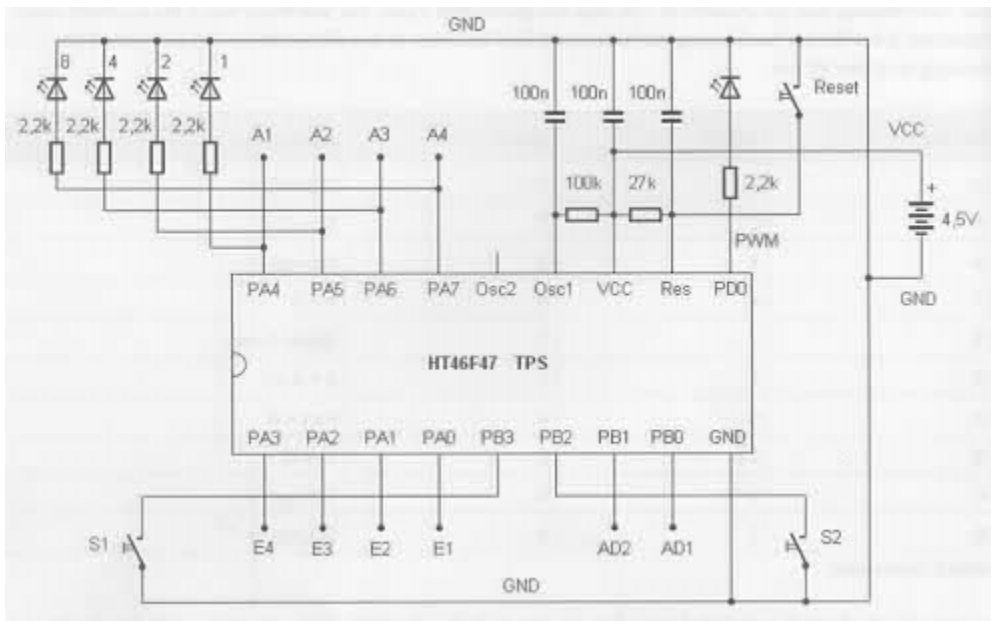 GND
8 4 2 1
Reset
100n 100n 100n
2,2k 2,2k 2,2k 2,2k
A1 A2 A3 A4
VCC
100k 27k 2,2k
+
4,5V
PWM
PA4 PA5 PA6 PA7 Osc2 Osc1 VCC Res PD0
GND
HT46F47 TPS
PA3 PA2 PA1 PA0 PB3 PB2 PB1 PB0 GND
S1 E4 E3 E2 E1 AD2 AD1 S2
GND